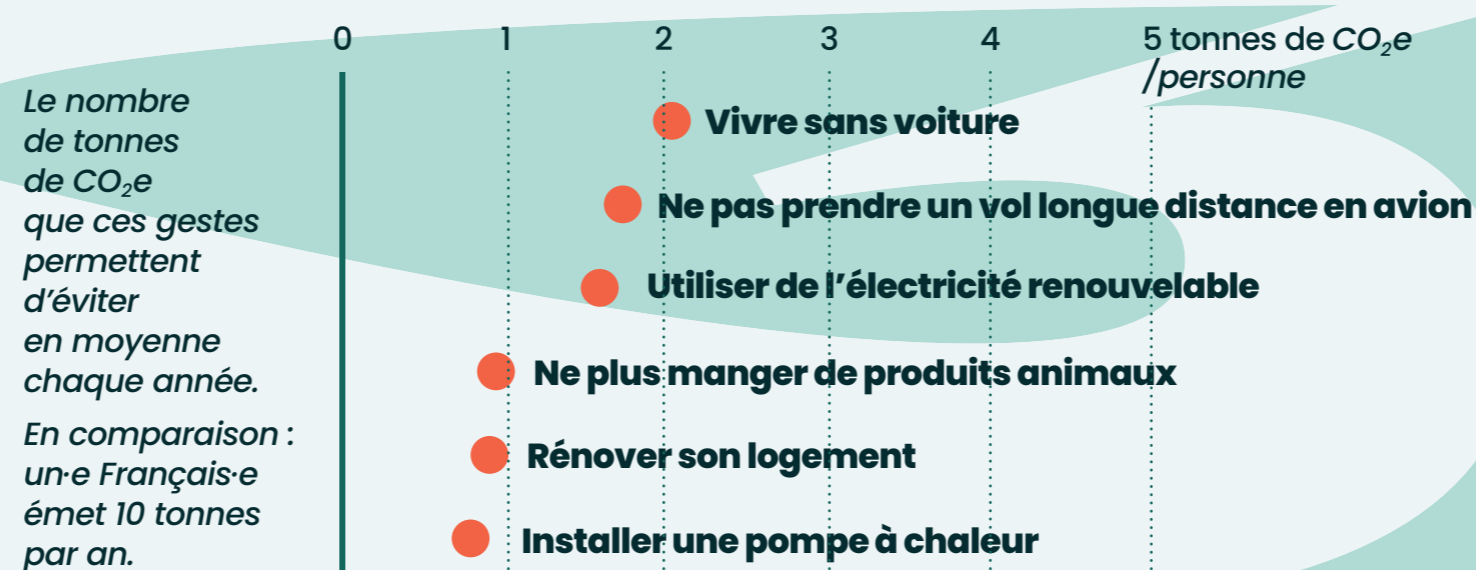 0 1 2 3 4 5 tonnes de CO₂e
/personne
Le nombre
de tonnes
de CO₂e
que ces gestes
permettent
d’éviter
en moyenne
chaque année.
En comparaison :
un·e Français·e
émet 10 tonnes
par an.
Vivre sans voiture
Ne pas prendre un vol longue distance en avion
Utiliser de l’électricité renouvelable
Ne plus manger de produits animaux
Rénover son logement
Installer une pompe à chaleur